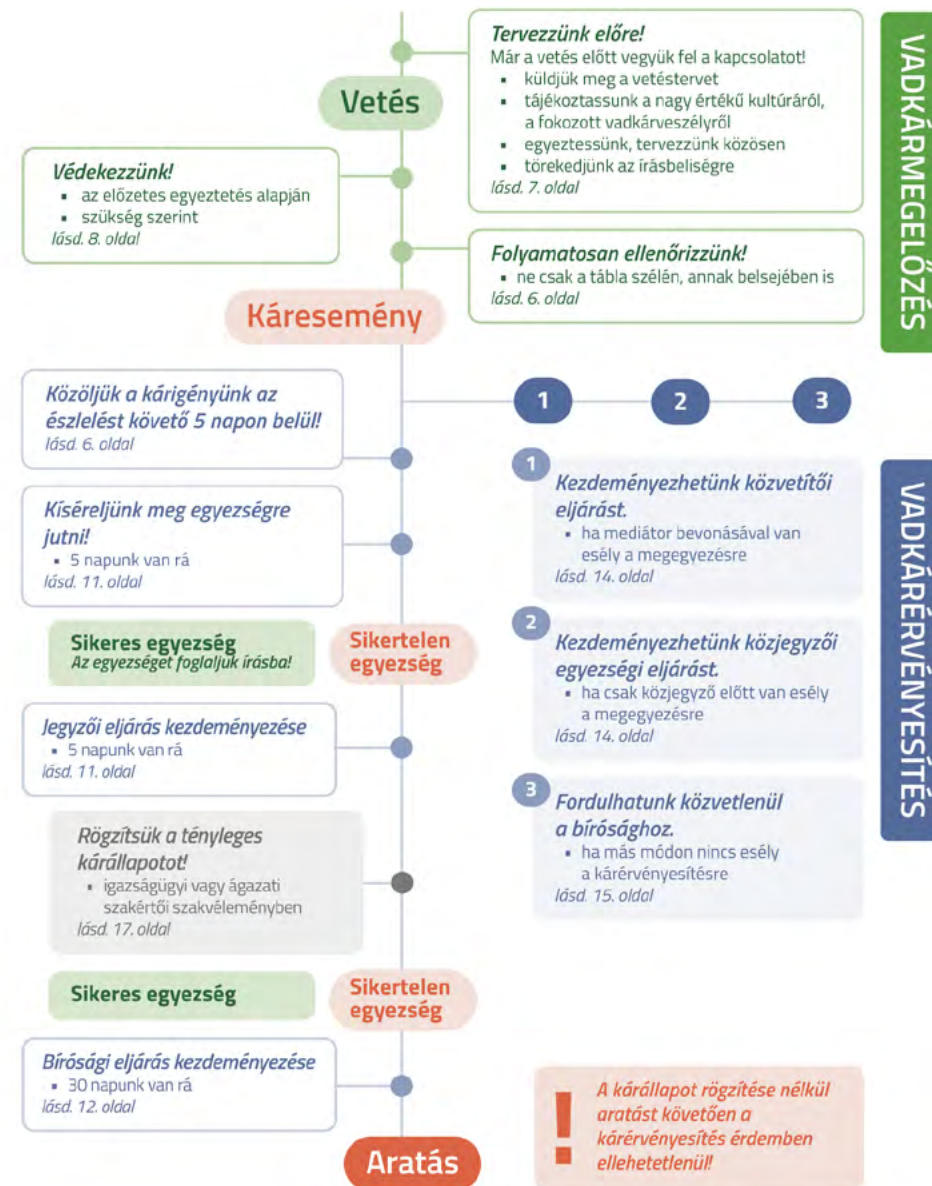 Tervezzünk előre!
Már a vetés előtt vegyük fel a kapcsolatot!
▪ küldjük meg a vetéstervet
▪ tájékoztassunk a nagy értékű kultúráról,
a fokozott vadkárveszélyről
▪ egyeztessünk, tervezzünk közösen
▪ törekedjünk az írásbeliségre
lásd. 7. oldal
Vetés
Védekezzünk!
▪ az előzetes egyeztetés alapján
▪ szükség szerint
lásd. 8. oldal
Folyamatosan ellenőrizzünk!
▪ ne csak a tábla szélén, annak belsejében is
lásd. 6. oldal
VADKÁRMEGELŐZÉS
Káresemény
Közöljük a kárigényünk az
észlelést követő 5 napon belül!
lásd. 6. oldal
Kíséreljünk meg egyezségre
jutni!
▪ 5 napunk van rá
lásd. 11. oldal
Sikeres egyezség
Az egyezséget foglaljuk írásba!
Sikertelen
egyezség
Jegyzői eljárás kezdeményezése
▪ 5 napunk van rá
lásd. 11. oldal
Rögzítsük a tényleges
kárállapotot!
▪ igazságügyi vagy ágazati
szakértői szakvéleményben
lásd. 17. oldal
Sikeres egyezség
Sikertelen
egyezség
Bírósági eljárás kezdeményezése
▪ 30 napunk van rá
lásd. 12. oldal
Aratás
1 2 3
1
Kezdeményezhetünk közvetítői
eljárást.
▪ ha mediátor bevonásával van
esély a megegyezésre
lásd. 14. oldal
2
Kezdeményezhetünk közjegyzői
egyezségi eljárást.
▪ ha csak közjegyző előtt van esély
a megegyezésre
lásd. 14. oldal
3
Fordulhatunk közvetlenül
a bírósághoz.
▪ ha más módon nincs esély
a kárérvényesítésre
lásd. 15. oldal
VADKÁRÉRVÉNYESÍTÉS
!
A kárállapot rögzítése nélkül
aratást követően a
kárérvényesítés érdemben
ellehetetlenül!